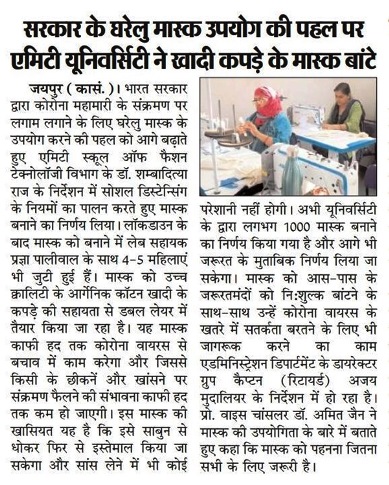 सरकार के घरेलु मास्क उपयोग की पहल पर
एमिटी यूनिवर्सिटी ने खादी कपड़े के मास्क बांटे
जयपुर ( कासं. )। भारत सरकार
द्वारा कोरोना महामारी के संक्रमण पर
लगाम लगाने के लिए घरेलु मास्क के
उपयोग करने की पहल को आगे बढ़ाते
हुए एमिटी स्कूल ऑफ फैशन
टेक्नोलॉजी विभाग के डॉ. शम्बादित्या
राज के निर्देशन में सोशल डिस्टेन्सिंग
के नियमों का पालन करते हुए मास्क
बनाने का निर्णय लिया। लॉकडाउन के
बाद मास्क को बनाने में लेब सहायक
प्रज्ञा पालीवाल के साथ 4-5 महिलाएं
भी जुटी हुई हैं। मास्क को उच्च
क्वालिटी के आर्गेनिक कॉटन खादी के
कपड़े की सहायता से डबल लेयर में
तैयार किया जा रहा है। यह मास्क
काफी हद तक कोरोना वायरस से
बचाव में काम करेगा और जिससे
किसी के छीकनें और खांसने पर
संक्रमण फैलने की संभावना काफी हद
तक कम हो जाएगी। इस मास्क की
खासियत यह है कि इसे साबुन से
धोकर फिर से इस्तेमाल किया जा
सकेगा और सांस लेने में भी कोई
परेशानी नहीं होगी। अभी यूनिवर्सिटी
के द्वारा लगभग 1000 मास्क बनाने
का निर्णय किया गया है और आगे भी
जरूरत के मुताबिक निर्णय लिया जा
सकेगा। मास्क को आस-पास के
जरूरतमंदों को नि:शुल्क बांटने के
साथ-साथ उन्हें कोरोना वायरस के
खतरे में सतर्कता बरतने के लिए भी
जागरूक करने का काम
एडमिनिस्ट्रेशन डिपार्टमेंट के डायरेक्टर
ग्रुप कैप्टन (रिटायर्ड) अजय
मुदालियर के निर्देशन में हो रहा है।
प्रो. वाइस चांसलर डॉ. अमित जैन ने
मास्क की उपयोगिता के बारे में बताते
हुए कहा कि मास्क को पहनना जितना
सभी के लिए जरूरी है।